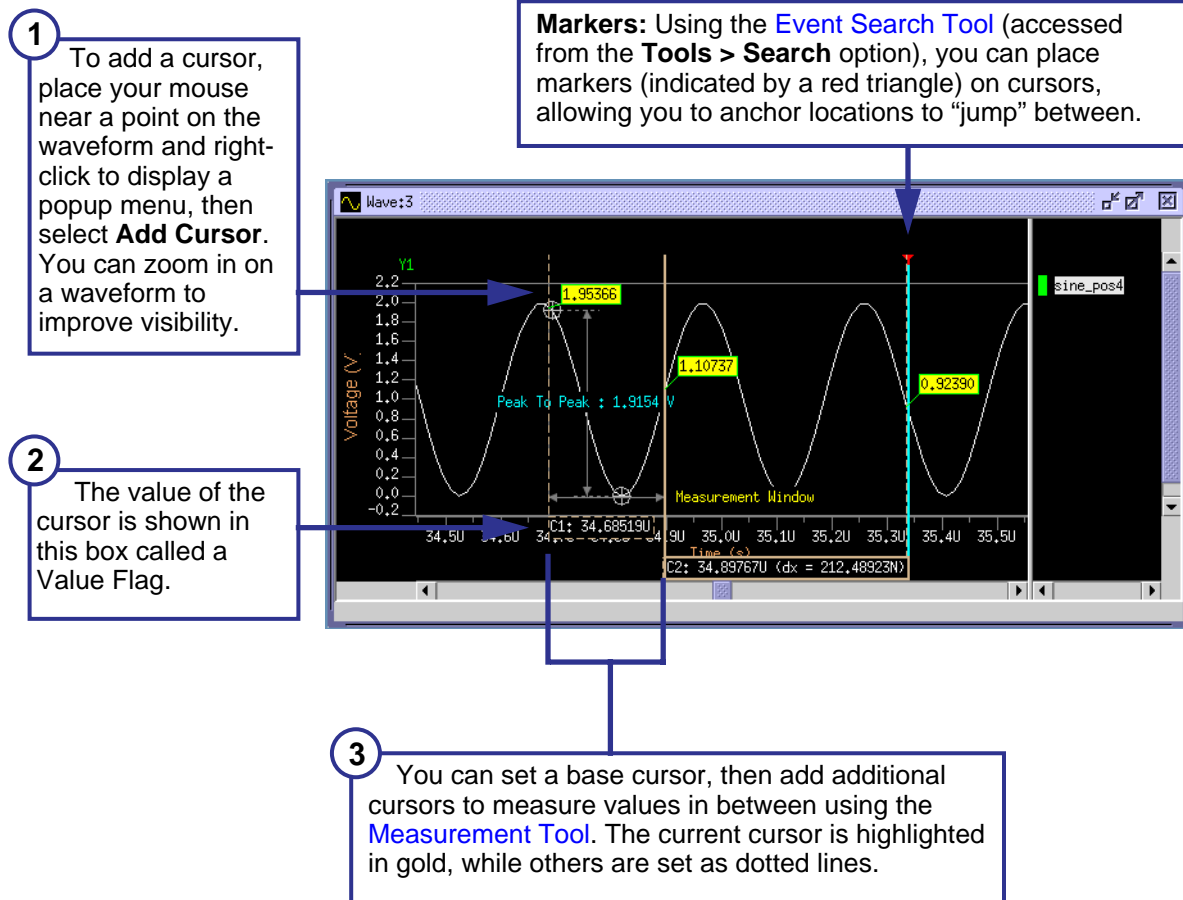 1
To add a cursor,
place your mouse
near a point on the
waveform and right-
click to display a
popup menu, then
select Add Cursor.
You can zoom in on
a waveform to
improve visibility.
Markers: Using the Event Search Tool (accessed
from the Tools > Search option), you can place
markers (indicated by a red triangle) on cursors,
allowing you to anchor locations to “jump” between.
Wave:3
Y1
2.2
2.0
1.8
1.6
1.4
1.2
1.0
0.8
0.6
0.4
0.2
0.0
-0.2
Voltage (V)
1.95366
1.10737
0.92390
Peak To Peak : 1.9154 V
Measurement Window
sine_pos4
C1: 34.68519U
34.5U 34.6U 35.0U 35.1U 35.2U 35.3U 35.4U 35.5U
Time (s)
C2: 34.89767U (dx = 212.48923N)
2
The value of the
cursor is shown in
this box called a
Value Flag.
3
You can set a base cursor, then add additional
cursors to measure values in between using the
Measurement Tool. The current cursor is highlighted
in gold, while others are set as dotted lines.